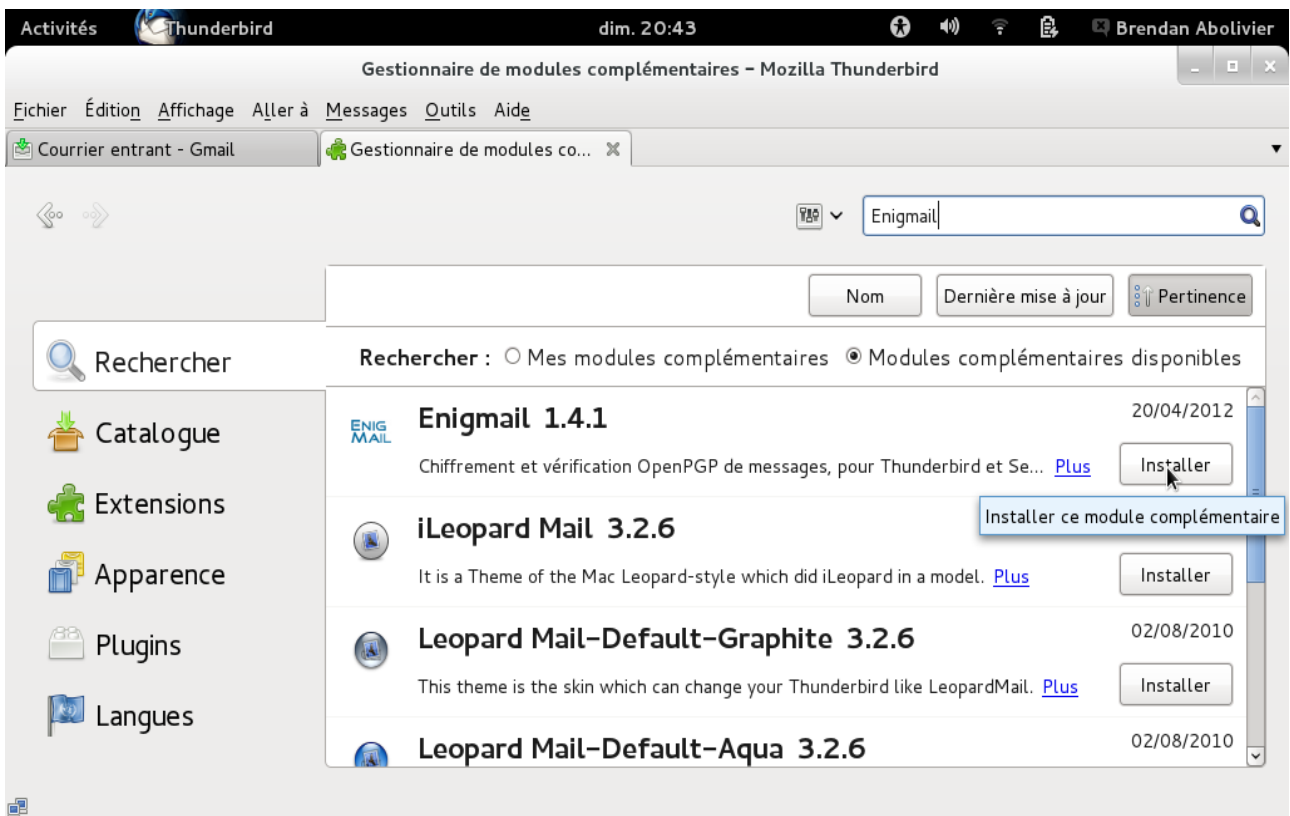 Activités Thunderbird dim. 20:43 Brendan Abolivier
Gestionnaire de modules complémentaires – Mozilla Thunderbird
Fichier Édition Affichage Aller à Messages Outils Aide
Courrier entrant - Gmail Gestionnaire de modules co...
Enigmail
Nom Dernière mise à jour Pertinence
Rechercher
Rechercher : Mes modules complémentaires Modules complémentaires disponibles
Catalogue
Extensions
Apparence
Plugins
Langues
ENIG
MAIL
Enigmail 1.4.1 20/04/2012
Chiffrement et vérification OpenPGP de messages, pour Thunderbird et Se... Plus Installer
Installer ce module complémentaire
iLeopard Mail 3.2.6
It is a Theme of the Mac Leopard-style which did iLeopard in a model. Plus Installer
Leopard Mail–Default–Graphite 3.2.6 02/08/2010
This theme is the skin which can change your Thunderbird like LeopardMail. Plus Installer
Leopard Mail–Default–Aqua 3.2.6 02/08/2010